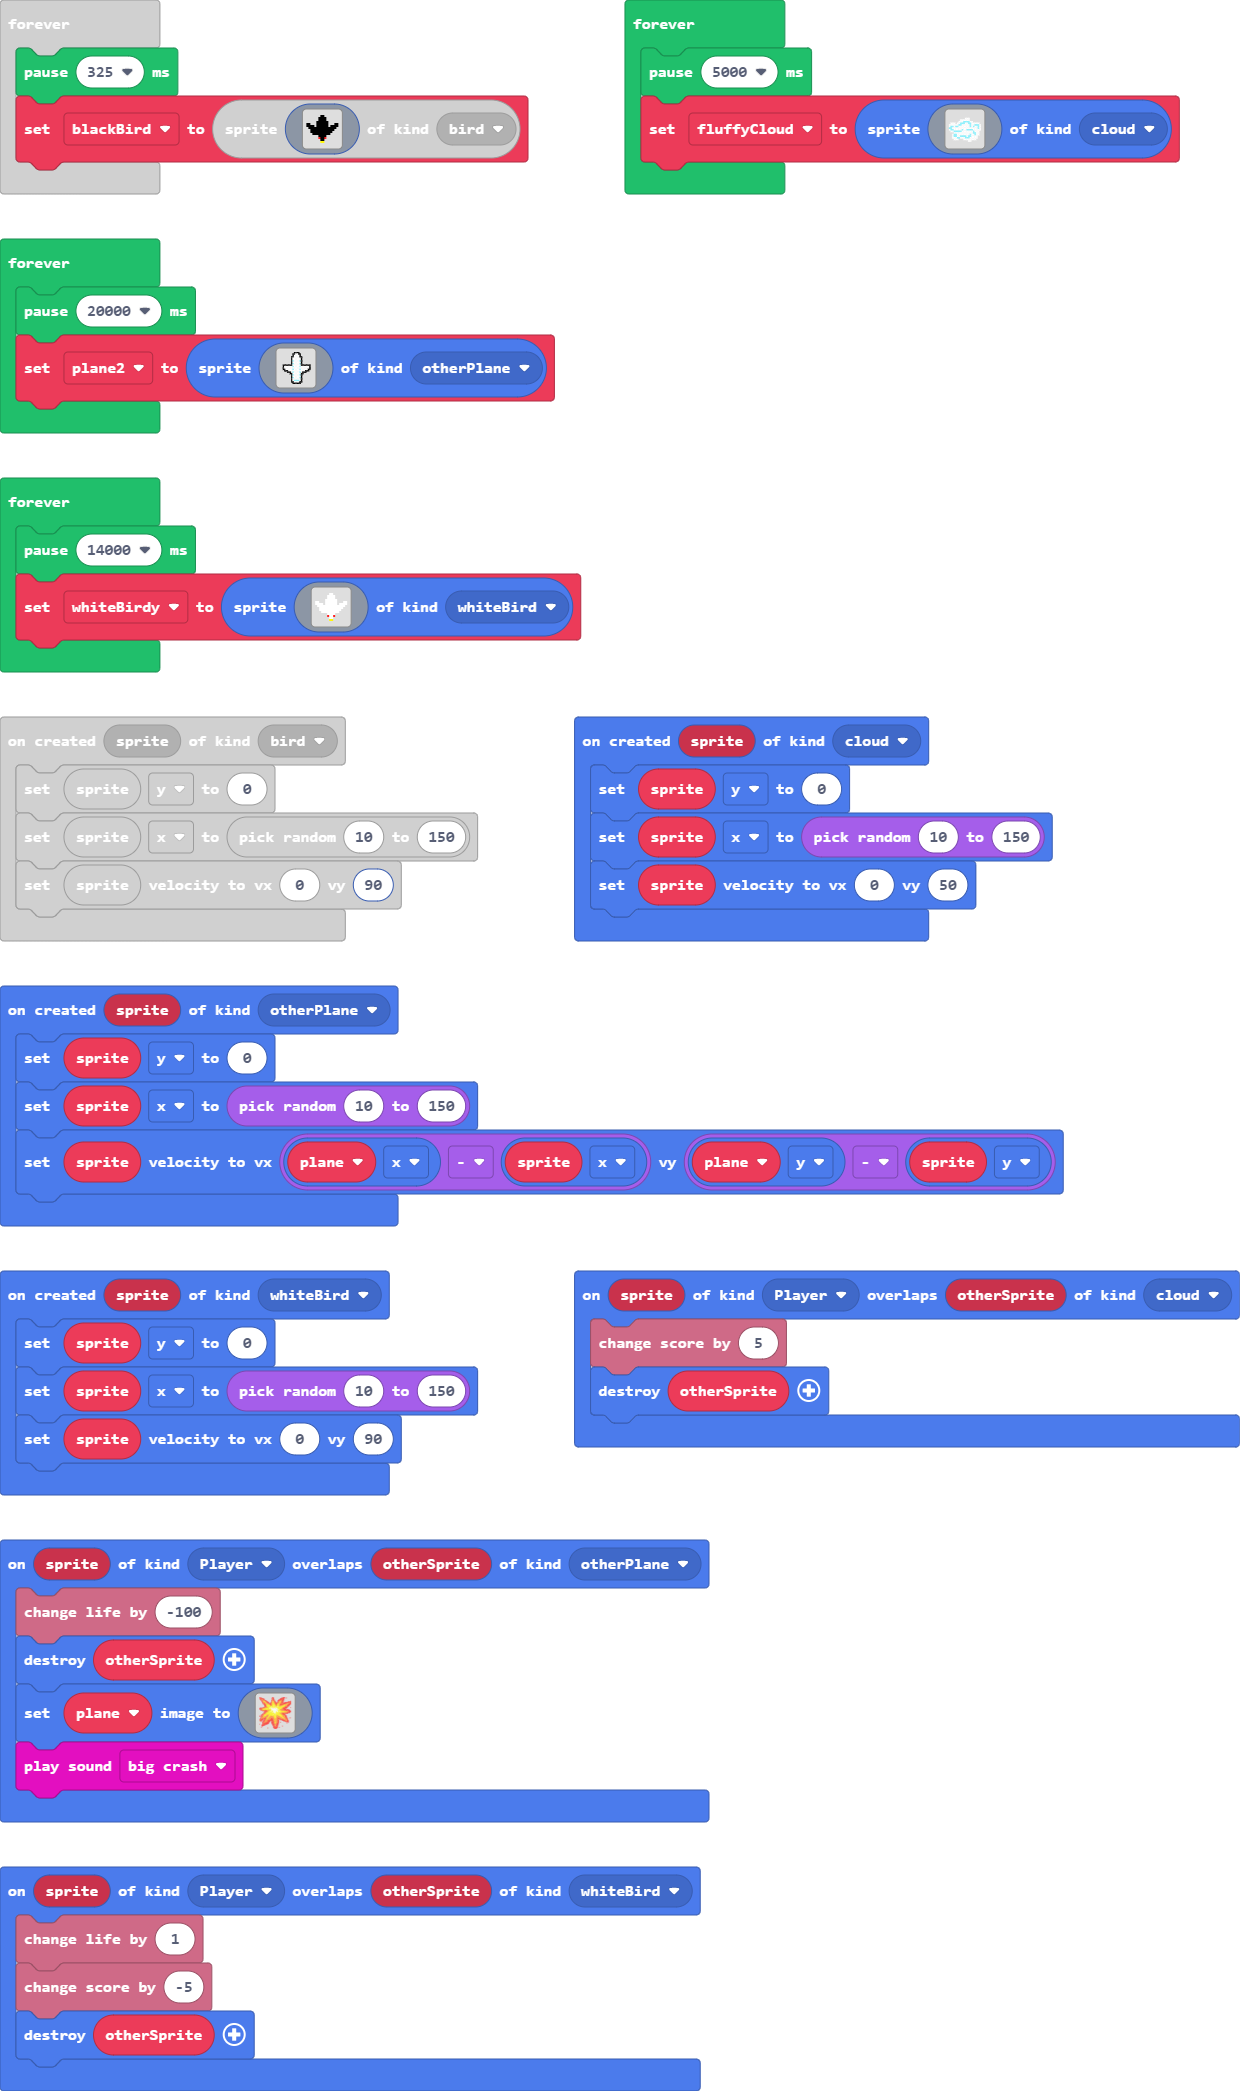 forever
pause 325 ms
set blackBird to sprite of kind bird
forever
pause 5000 ms
set fluffyCloud to sprite of kind cloud
forever
pause 20000 ms
set plane2 to sprite of kind otherPlane
forever
pause 14000 ms
set whiteBirdy to sprite of kind whiteBird
on created sprite of kind bird
set sprite y to 0
set sprite x to pick random 10 to 150
set sprite velocity to vx 0 vy 90
on created sprite of kind cloud
set sprite y to 0
set sprite x to pick random 10 to 150
set sprite velocity to vx 0 vy 50
on created sprite of kind otherPlane
set sprite y to 0
set sprite x to pick random 10 to 150
set sprite velocity to vx plane x - sprite x vy plane y - sprite y
on created sprite of kind whiteBird
set sprite y to 0
set sprite x to pick random 10 to 150
set sprite velocity to vx 0 vy 90
on sprite of kind Player overlaps otherSprite of kind cloud
change score by 5
destroy otherSprite
on sprite of kind Player overlaps otherSprite of kind otherPlane
change life by -100
destroy otherSprite
set plane image to
play sound big crash
on sprite of kind Player overlaps otherSprite of kind whiteBird
change life by 1
change score by -5
destroy otherSprite